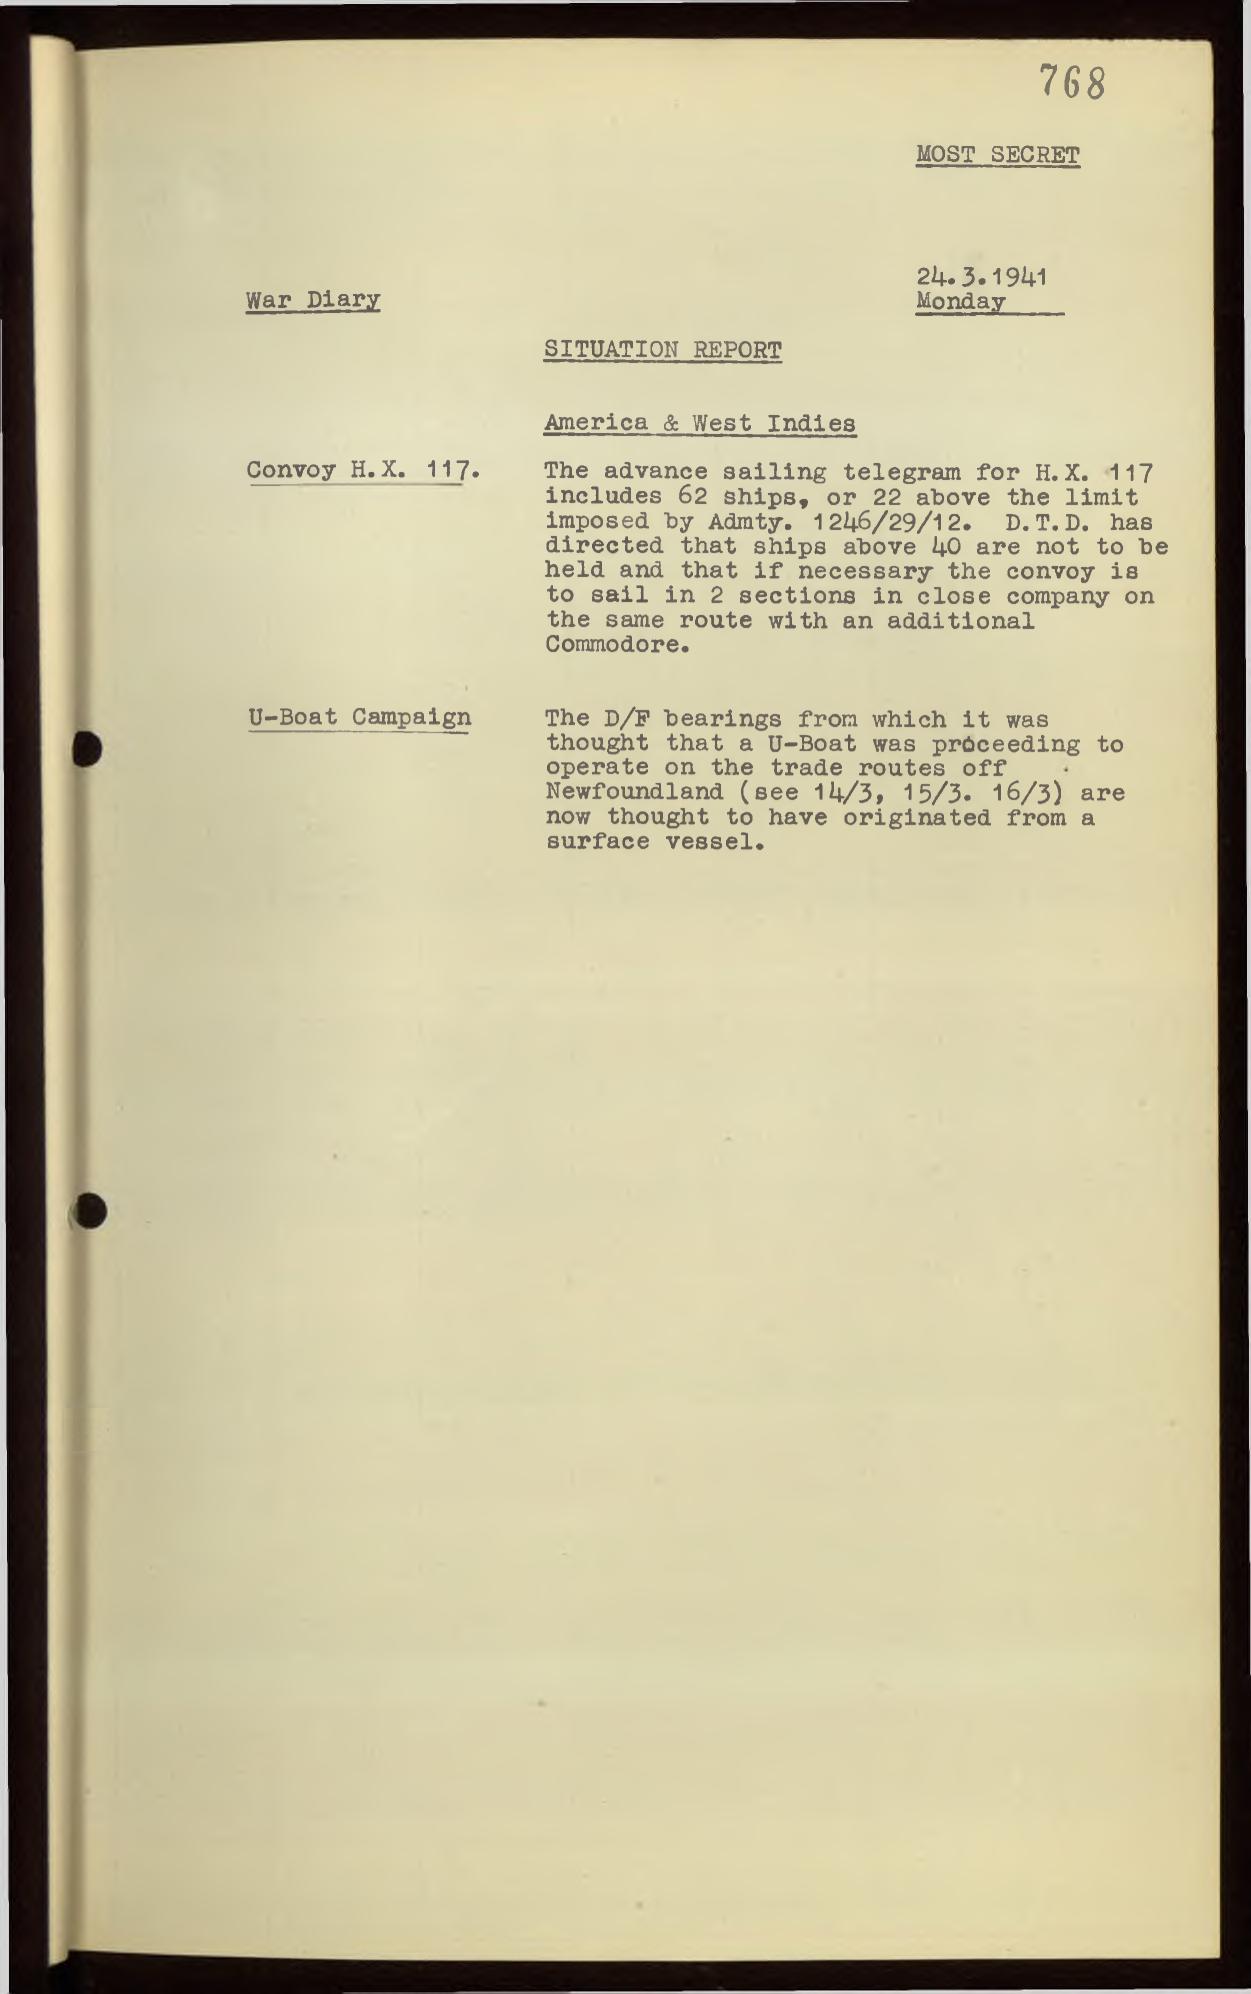 768
MOST SECRET
24.3.1941
War Diary
Monday
SITUATION REPORT
America & West Indies
Convoy H.X. 117.
The advance sailing telegram for H.X. 117
includes 62 ships, or 22 above the limit
imposed by Admty. 1246/29/12. D.T.D. has
directed that ships above 40 are not to be
held and that if necessary the convoy is
to sail in 2 sections in close company on
the same route with an additional
Commodore.
U-Boat Campaign
The D/F bearings from which it was
thought that a U-Boat was proceeding to
operate on the trade routes off
Newfoundland (see 14/3, 15/3. 16/3) are
now thought to have originated from a
surface vessel.